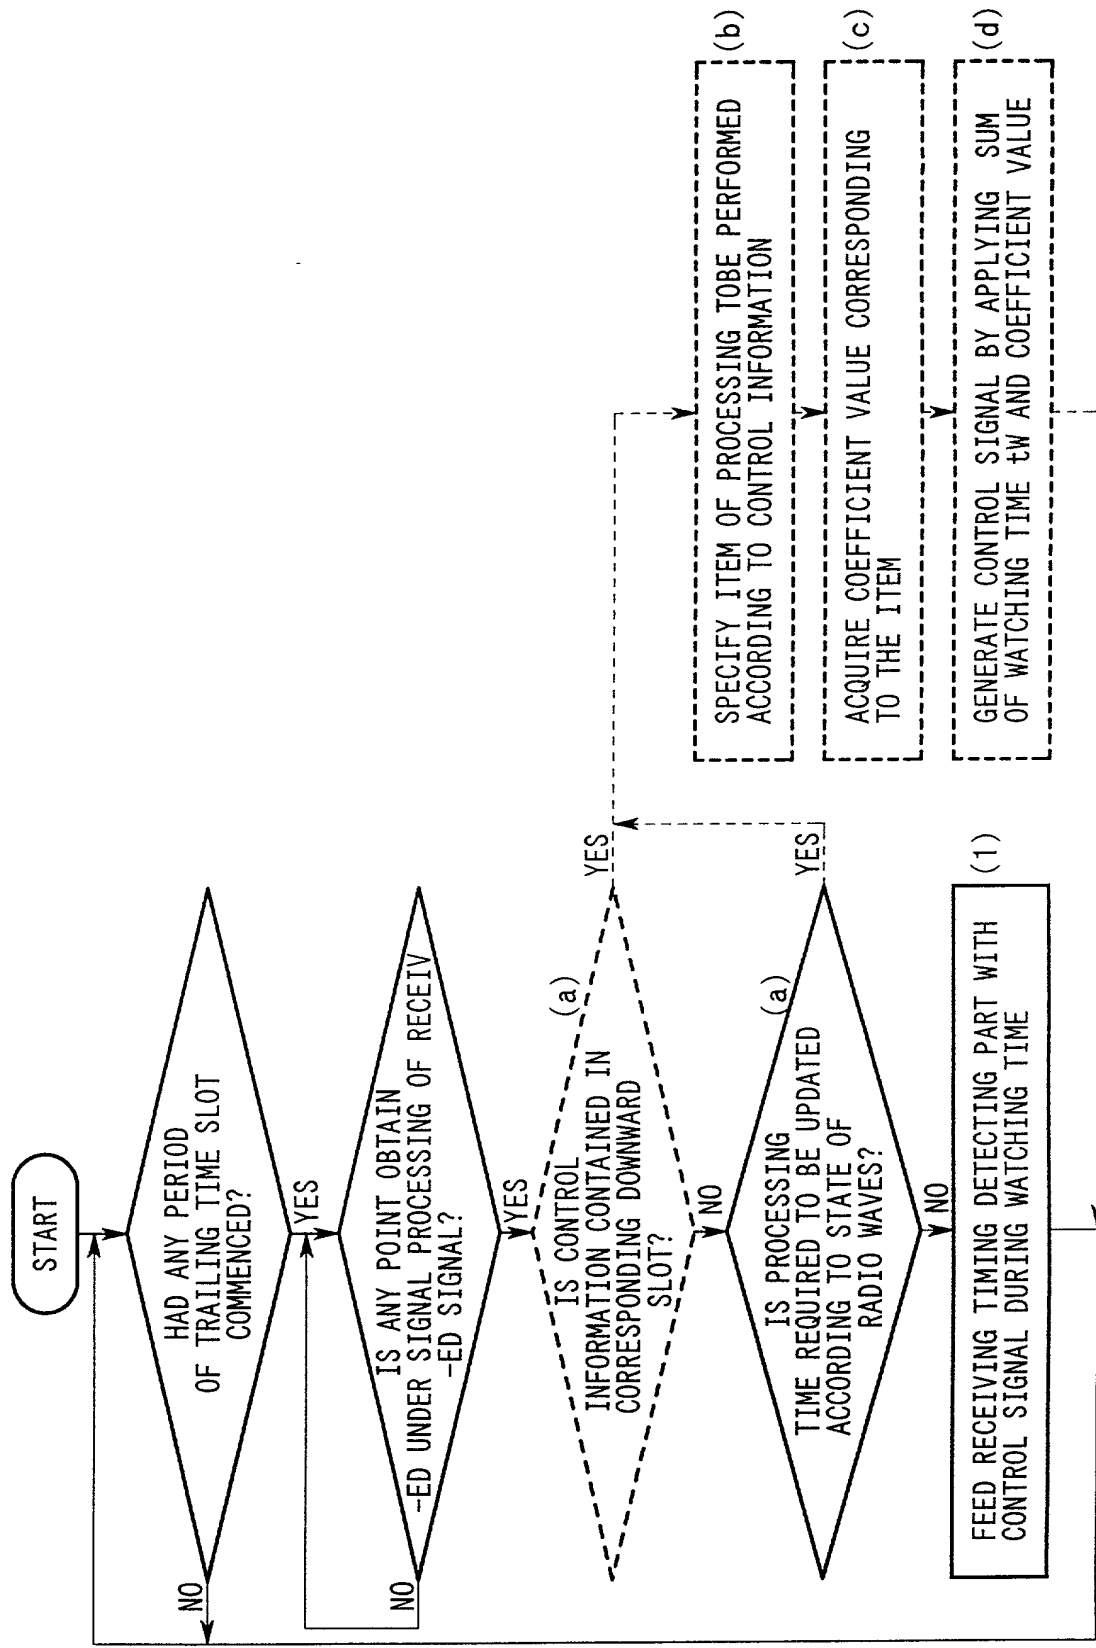 START
HAD ANY PERIOD
OF TRAILING TIME SLOT
COMMENCED?
NO
YES
IS ANY POINT OBTAIN
-ED UNDER SIGNAL PROCESSING OF RECEIV
-ED SIGNAL?
NO
YES
(a)
IS CONTROL
INFORMATION CONTAINED IN
CORRESPONDING DOWNWARD
SLOT?
YES
NO
(a)
IS PROCESSING
TIME REQUIRED TO BE UPDATED
ACCORDING TO STATE OF
RADIO WAVES?
YES
NO
FEED RECEIVING TIMING DETECTING PART WITH
CONTROL SIGNAL DURING WATCHING TIME
(1)
SPECIFY ITEM OF PROCESSING TOBE PERFORMED
ACCORDING TO CONTROL INFORMATION
(b)
ACQUIRE COEFFICIENT VALUE CORRESPONDING
TO THE ITEM
(c)
GENERATE CONTROL SIGNAL BY APPLYING SUM
OF WATCHING TIME tW AND COEFFICIENT VALUE
(d)